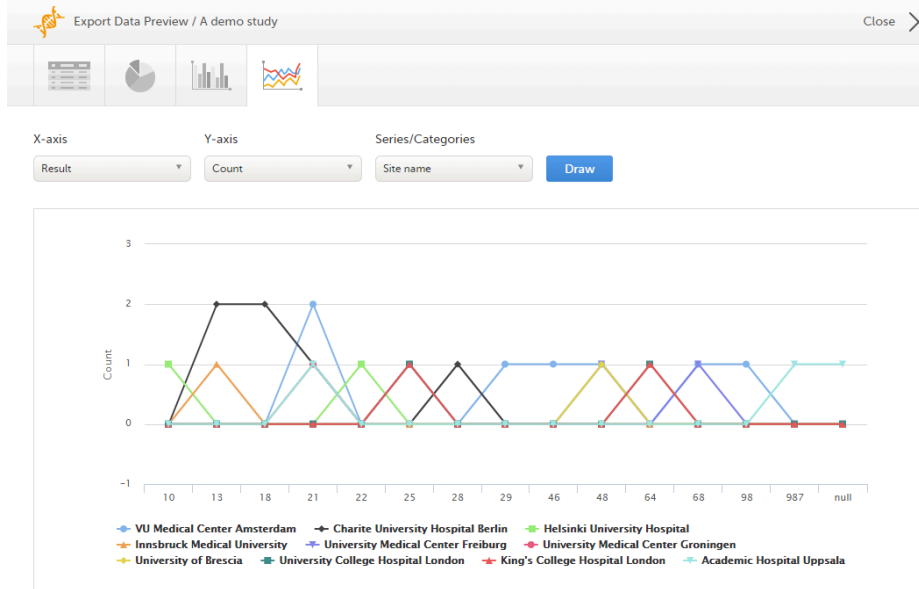 Export Data Preview / A demo study Close
X-axis Y-axis Series/Categories
Result Count Site name Draw
3
2
1
0
-1
Count
10 13 18 21 22 25 28 29 46 48 64 68 98 987 null
VU Medical Center Amsterdam Charite University Hospital Berlin Helsinki University Hospital
Innsbruck Medical University University Medical Center Freiburg University Medical Center Groningen
University of Brescia University College Hospital London King's College Hospital London Academic Hospital Uppsala